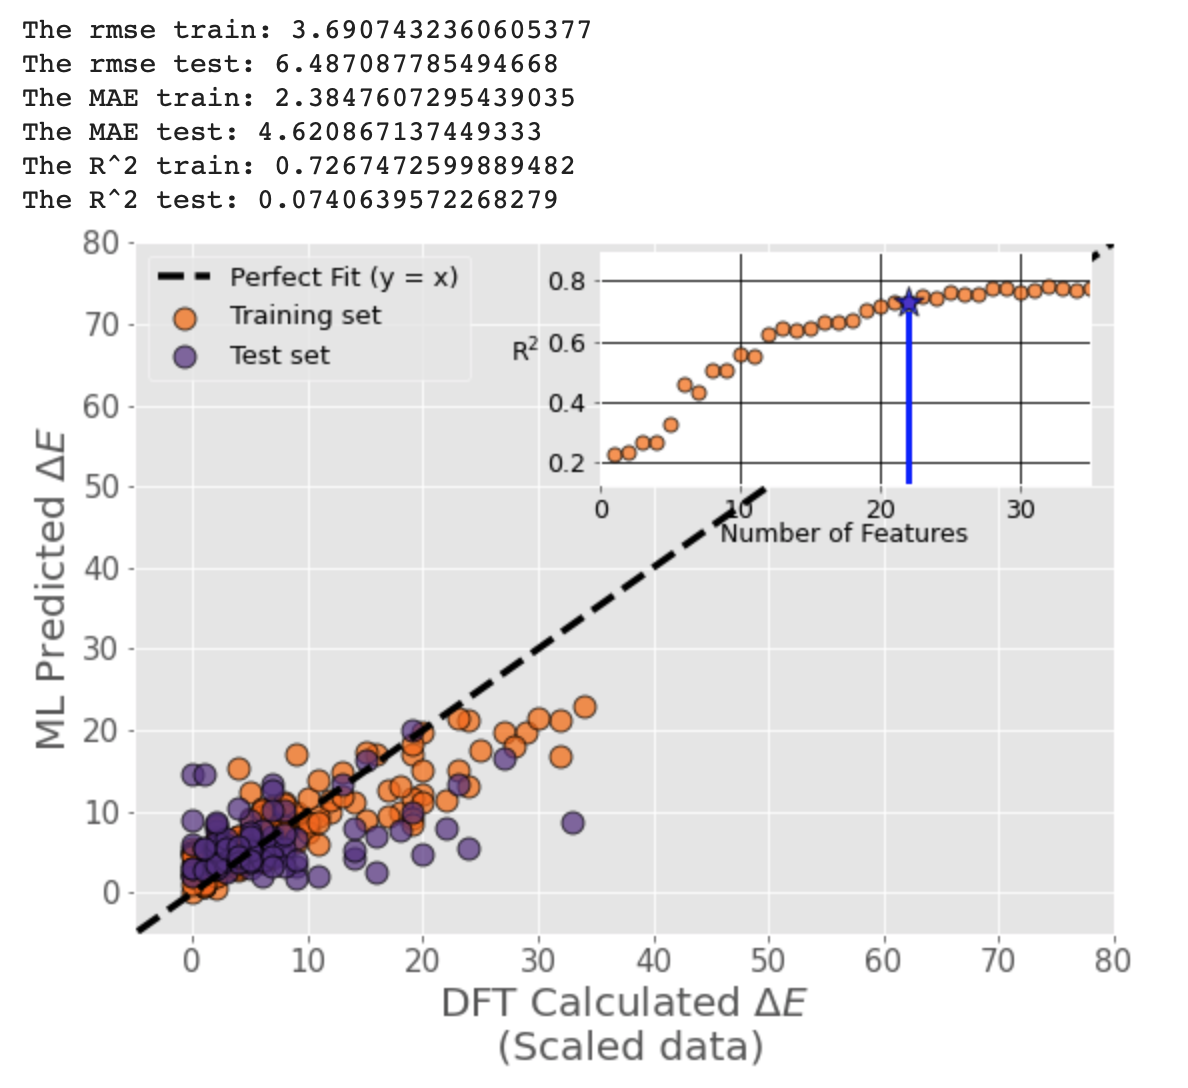 The rmse train: 3.6907432360605377
The rmse test: 6.487087785494668
The MAE train: 2.3847607295439035
The MAE test: 4.620867137449333
The R^2 train: 0.7267472599889482
The R^2 test: 0.0740639572268279
Perfect Fit (y = x)
Training set
Test set
R²
0.8
0.6
0.4
0.2
0 10 20 30
Number of Features
ML Predicted ΔE
80
70
60
50
40
30
20
10
0
0 10 20 30 40 50 60 70 80
DFT Calculated ΔE
(Scaled data)